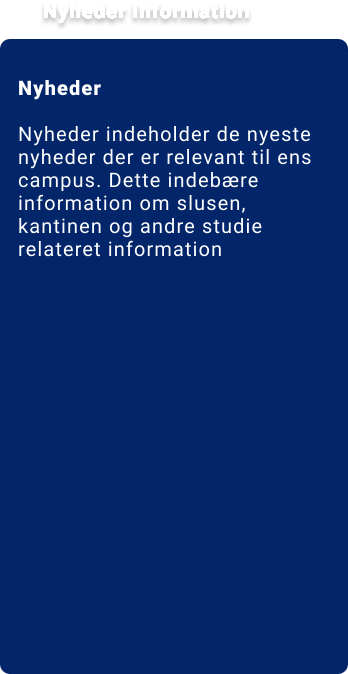 Nyheder Information
Nyheder
Nyheder indeholder de nyeste
nyheder der er relevant til ens
campus. Dette indebære
information om slusen,
kantinen og andre studie
relateret information